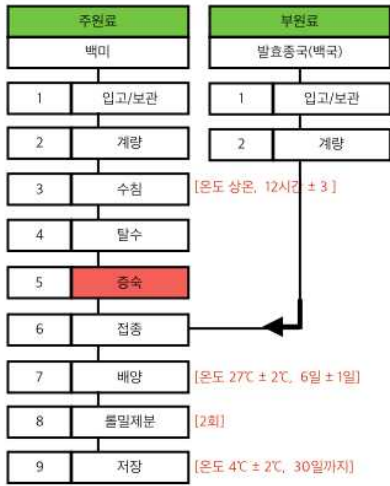 주원료
백미
1 입고/보관
2 계량
3 수침 [온도 상온, 12시간 ± 3 ]
4 탈수
5 증숙
6 접종
7 배양 [온도 27℃ ± 2℃, 6일 ± 1일]
8 롤밀제분 [2회]
9 저장 [온도 4℃ ± 2℃, 30일까지]
부원료
발효종국(백국)
1 입고/보관
2 계량